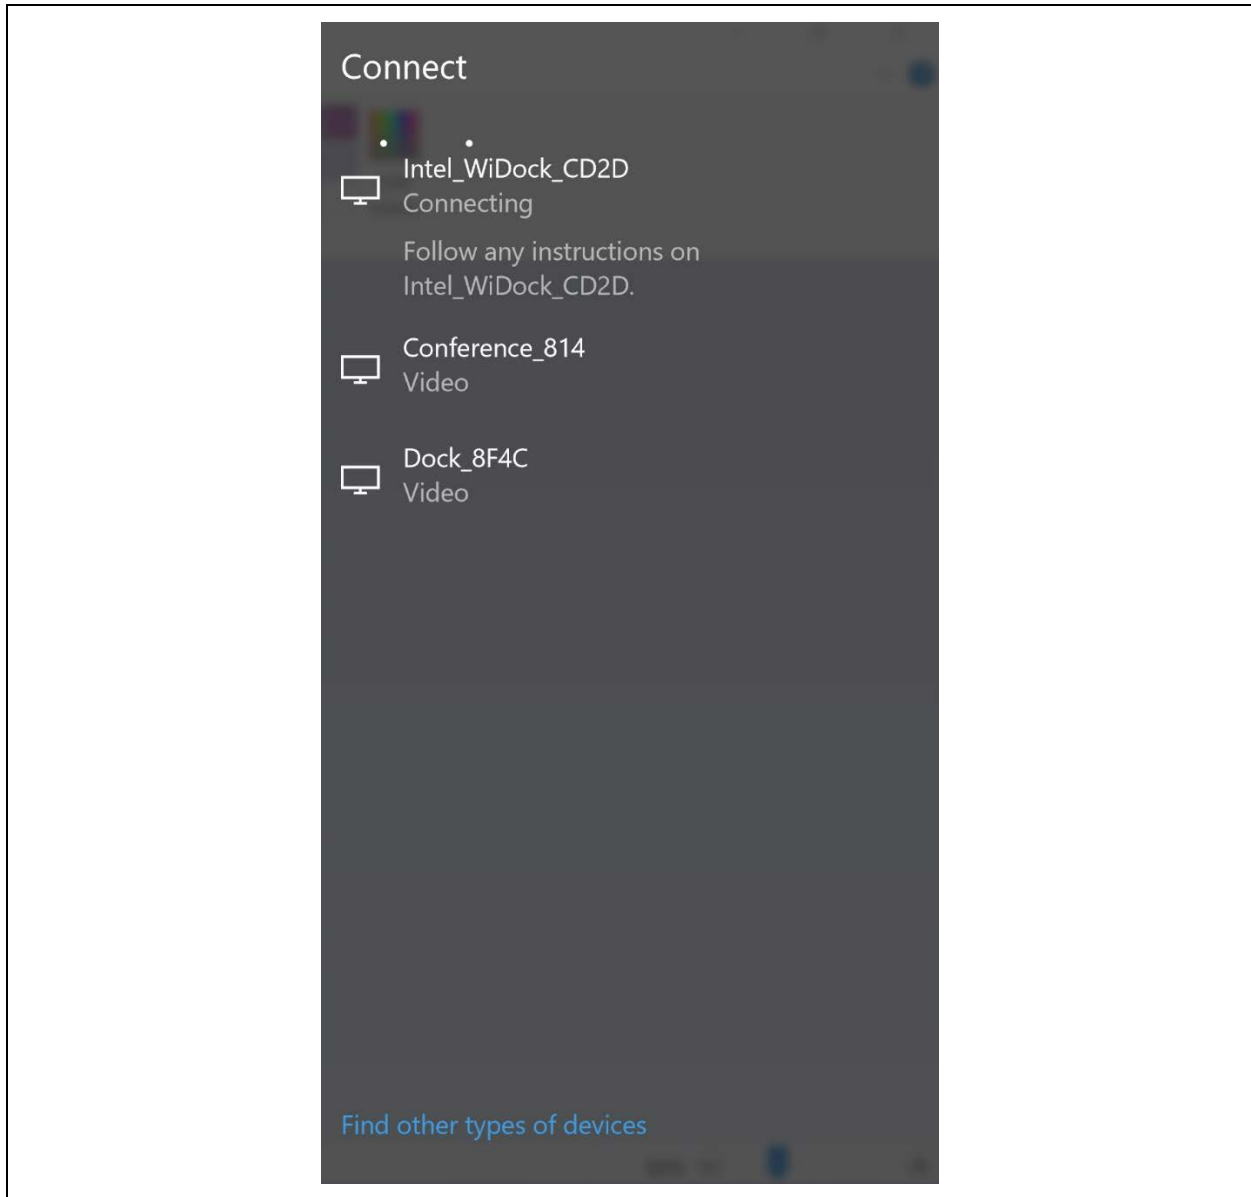 Connect
Intel_WiDock_CD2D
Connecting
Follow any instructions on
Intel_WiDock_CD2D.
Conference_814
Video
Dock_8F4C
Video
Find other types of devices